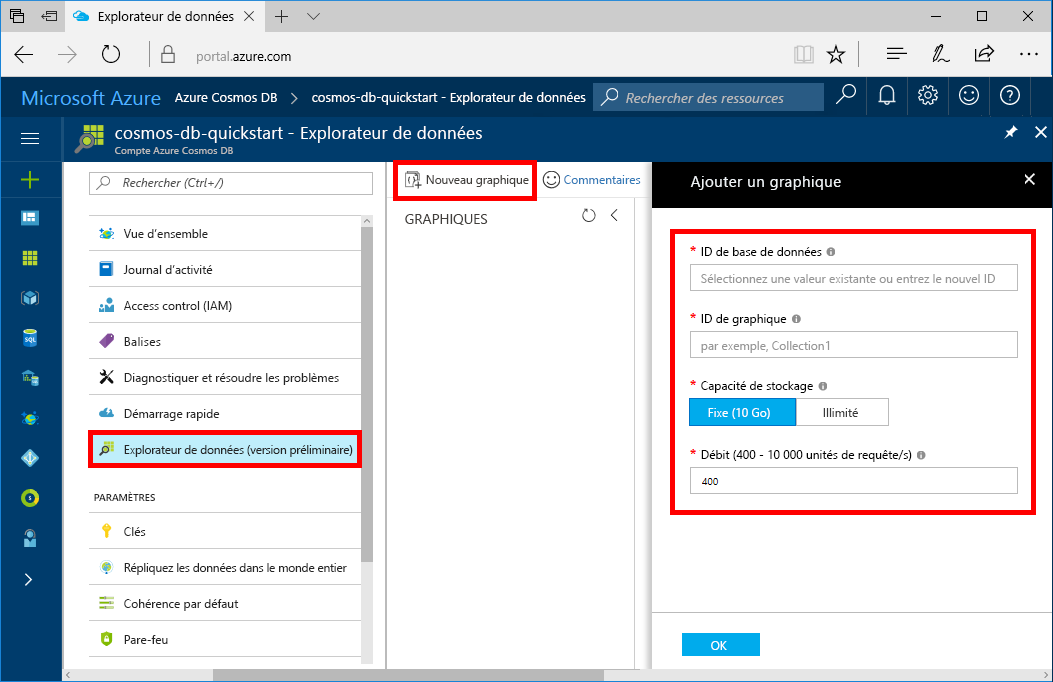 Explorateur de données
portal.azure.com
Microsoft Azure Azure Cosmos DB > cosmos-db-quickstart - Explorateur de données Rechercher des ressources
cosmos-db-quickstart - Explorateur de données
Compte Azure Cosmos DB
Rechercher (Ctrl+/)
Vue d'ensemble
Journal d'activité
Access control (IAM)
Balises
Diagnostiquer et résoudre les problèmes
Démarrage rapide
Explorateur de données (version préliminaire)
PARAMÈTRES
Clés
Répliquez les données dans le monde entier
Cohérence par défaut
Pare-feu
Nouveau graphique Commentaires
GRAPHIQUES
Ajouter un graphique
* ID de base de données
Sélectionnez une valeur existante ou entrez le nouvel ID
* ID de graphique
par exemple, Collection1
* Capacité de stockage
Fixe (10 Go) Illimité
* Débit (400 - 10 000 unités de requête/s)
400
OK